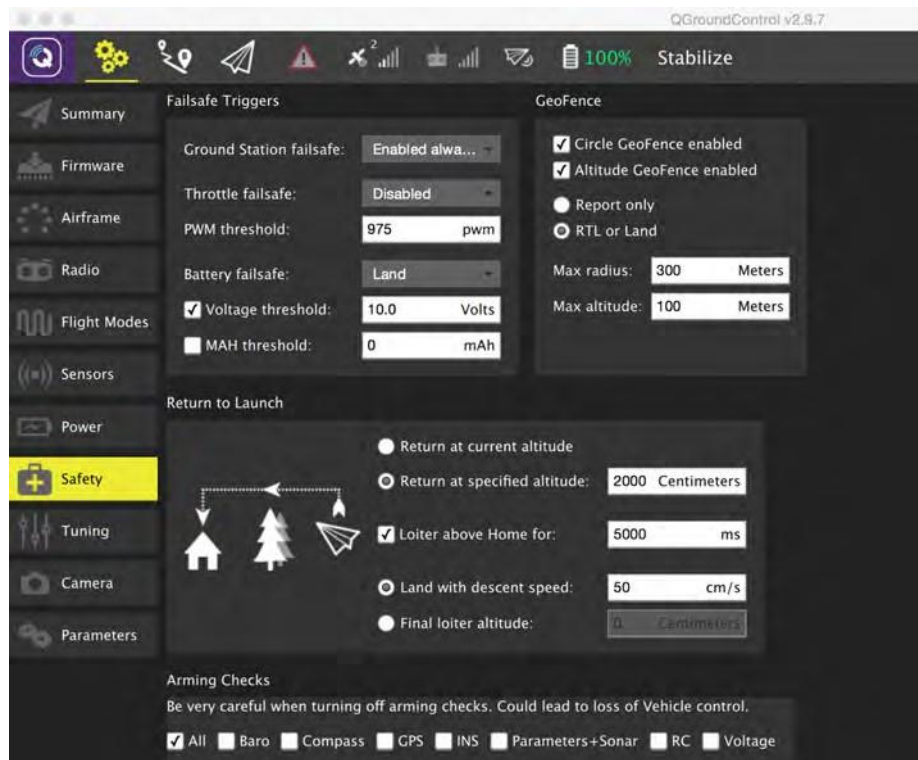 QGroundControl v2.9.7
2
100%
Stabilize
Summary
Firmware
Airframe
Radio
Flight Modes
Sensors
Power
Safety
Tuning
Camera
Parameters
Failsafe Triggers
Ground Station failsafe: Enabled alwa...
Throttle failsafe: Disabled
PWM threshold: 975 pwm
Battery failsafe: Land
Voltage threshold: 10.0 Volts
MAH threshold: 0 mAh
GeoFence
Circle GeoFence enabled
Altitude GeoFence enabled
Report only
RTL or Land
Max radius: 300 Meters
Max altitude: 100 Meters
Return to Launch
Return at current altitude
Return at specified altitude: 2000 Centimeters
Loiter above Home for: 5000 ms
Land with descent speed: 50 cm/s
Final loiter altitude: 0 Centimeters
Arming Checks
Be very careful when turning off arming checks. Could lead to loss of Vehicle control.
All Baro Compass GPS INS Parameters+Sonar RC Voltage